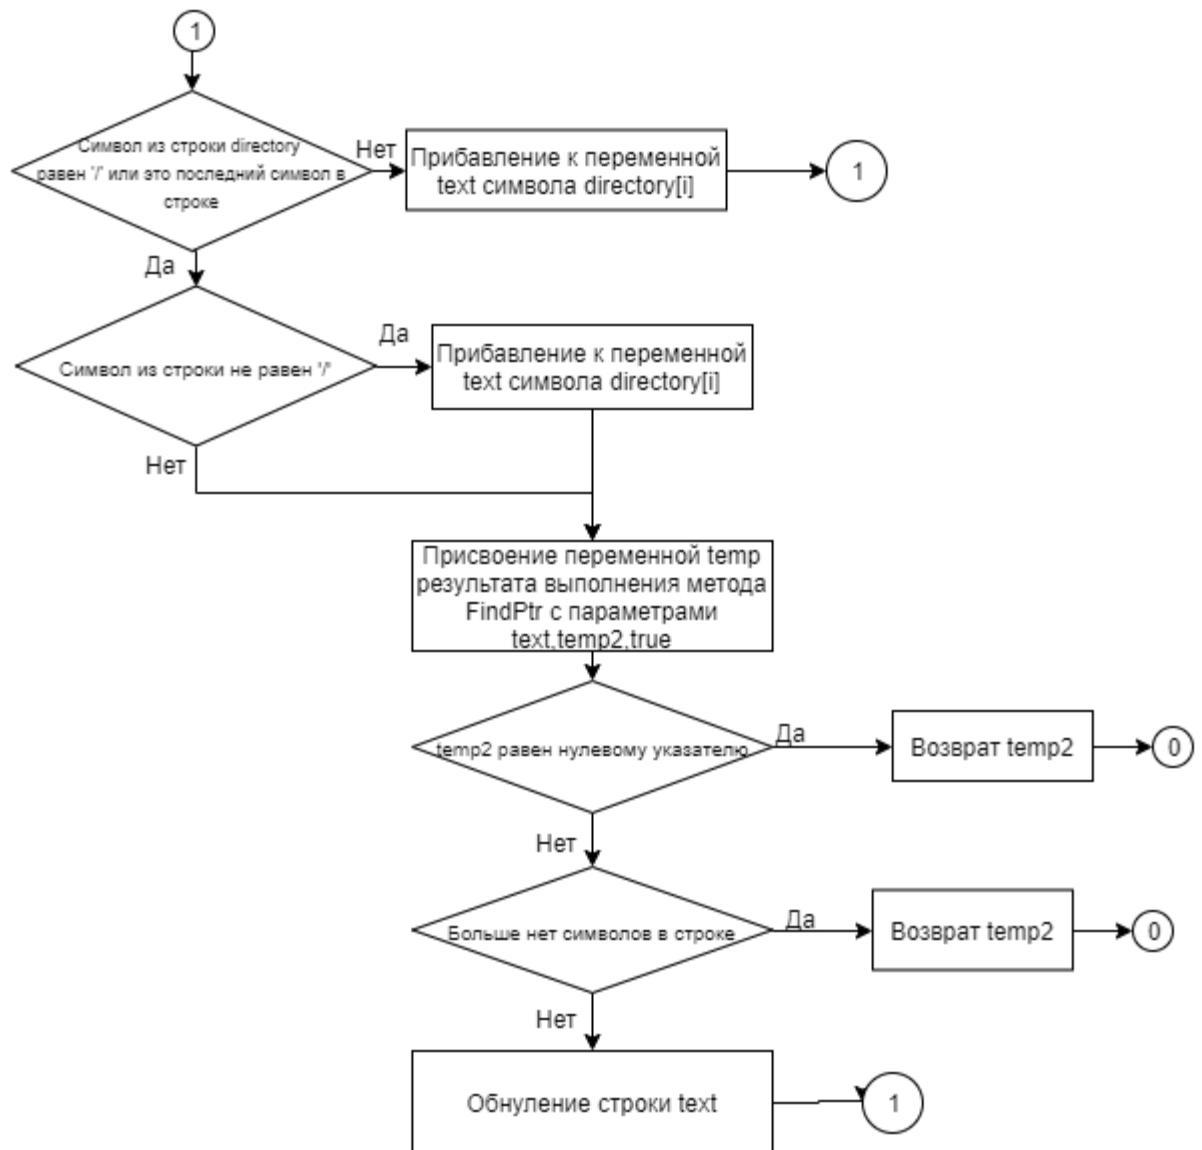 1
Символ из строки directory
равен '/' или это последний символ в
строке
Нет
Прибавление к переменной
text символа directory[i]
1
Да
Символ из строки не равен '/'
Да
Прибавление к переменной
text символа directory[i]
Нет
Присвоение переменной temp
результата выполнения метода
FindPtr с параметрами
text,temp2,true
temp2 равен нулевому указателю
Да
Возврат temp2
0
Нет
Больше нет символов в строке
Да
Возврат temp2
0
Нет
Обнуление строки text
1